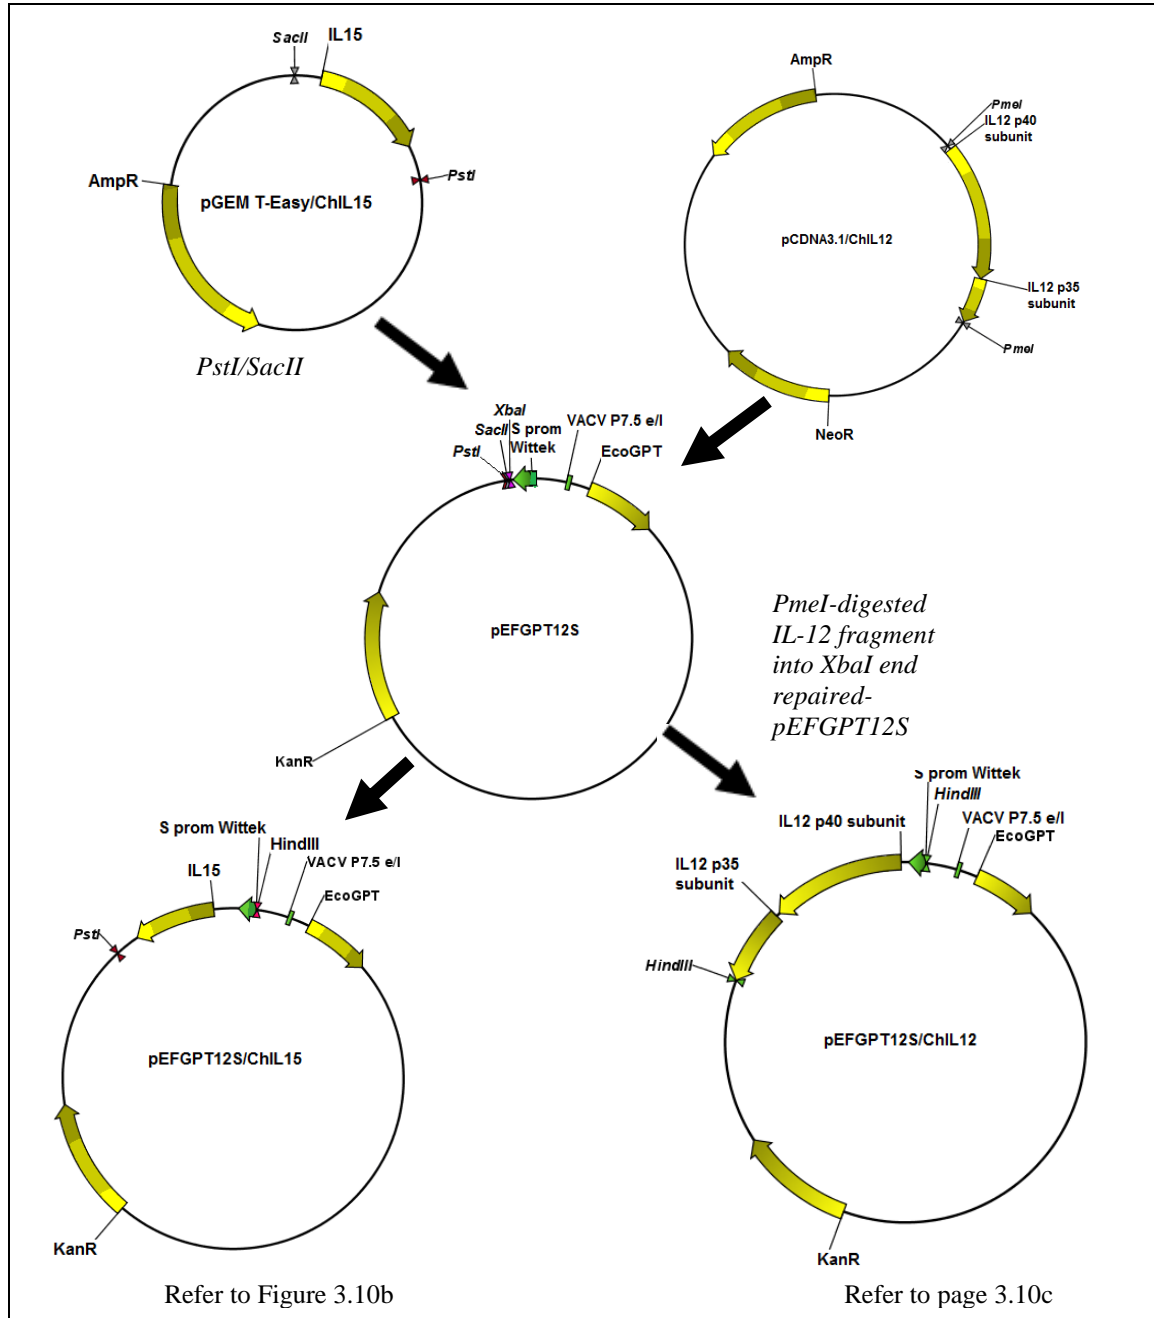 SacII
IL15
AmpR
PstI
pGEM T-Easy/ChIL15
PstI/SacII
AmpR
PmeI
IL12 p40
subunit
pCDNA3.1/ChIL12
IL12 p35
subunit
PmeI
NeoR
XbaI
SacII
S prom
Wittek
PstI
VACV P7.5 e/l
EcoGPT
pEFGPT12S
KanR
PmeI-digested
IL-12 fragment
into XbaI end
repaired-
pEFGPT12S
S prom Wittek
HindIII
VACV P7.5 e/l
EcoGPT
IL15
PstI
pEFGPT12S/ChIL15
KanR
S prom Wittek
HindIII
VACV P7.5 e/l
EcoGPT
IL12 p40 subunit
IL12 p35
subunit
HindIII
pEFGPT12S/ChIL12
KanR
Refer to Figure 3.10b
Refer to page 3.10c